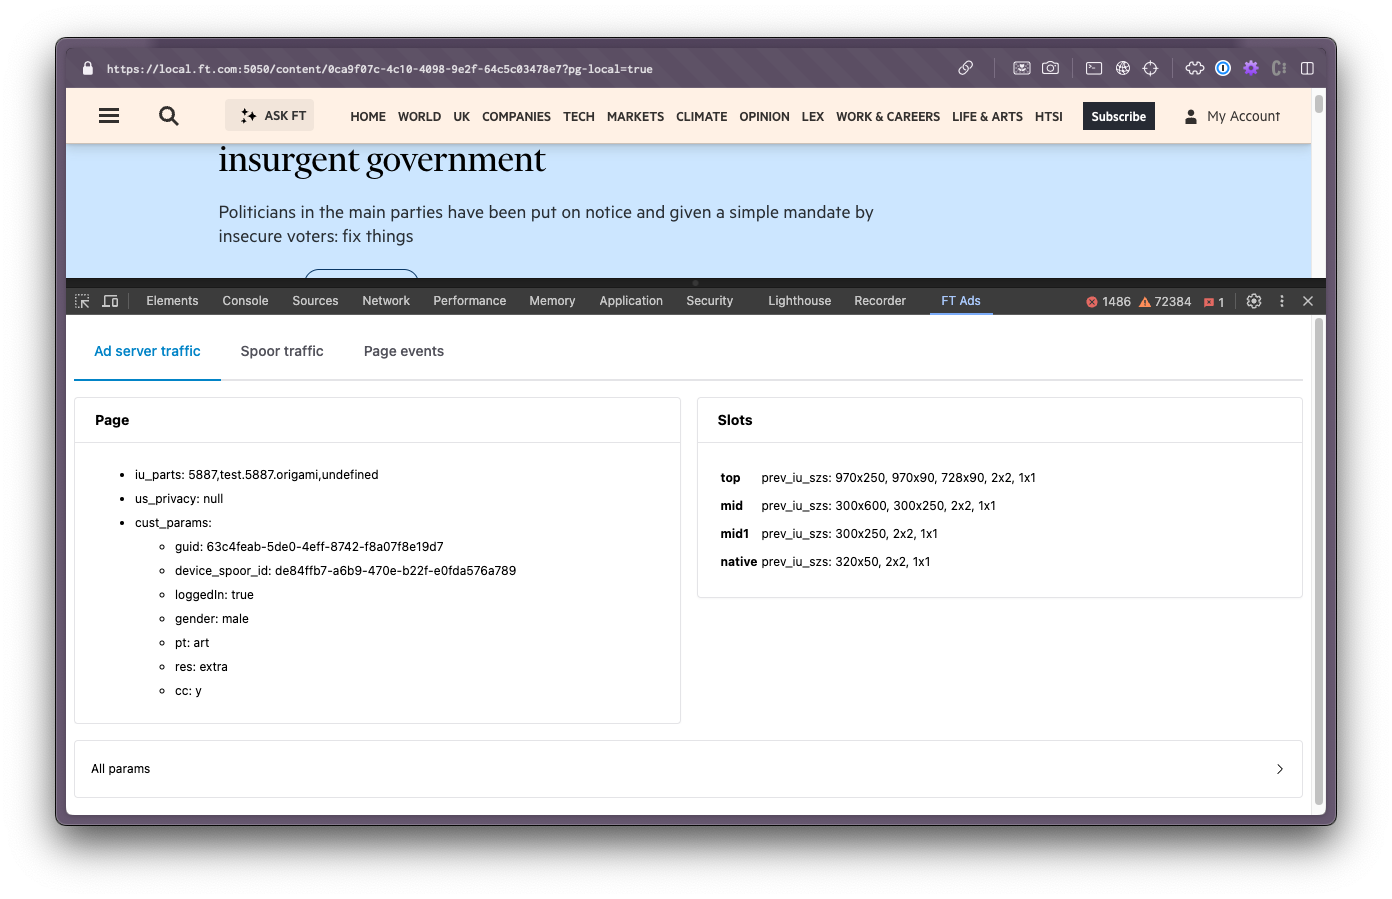 https://local.ft.com:5050/content/0ca9f07c-4c10-4098-9e2f-64c5c03478e7?pg-local=true
ASK FT HOME WORLD UK COMPANIES TECH MARKETS CLIMATE OPINION LEX WORK & CAREERS LIFE & ARTS HTSI Subscribe My Account
insurgent government
Politicians in the main parties have been put on notice and given a simple mandate by
insecure voters: fix things
Elements Console Sources Network Performance Memory Application Security Lighthouse Recorder FT Ads 1486 72384 1
Ad server traffic Spoor traffic Page events
Page
iu_parts: 5887,test.5887.origami,undefined
us_privacy: null
cust_params:
guid: 63c4feab-5de0-4eff-8742-f8a07f8e19d7
device_spoor_id: de84ffb7-a6b9-470e-b22f-e0fda576a789
loggedIn: true
gender: male
pt: art
res: extra
cc: y
Slots
top prev_iu_szs: 970x250, 970x90, 728x90, 2x2, 1x1
mid prev_iu_szs: 300x600, 300x250, 2x2, 1x1
mid1 prev_iu_szs: 300x250, 2x2, 1x1
native prev_iu_szs: 320x50, 2x2, 1x1
All params